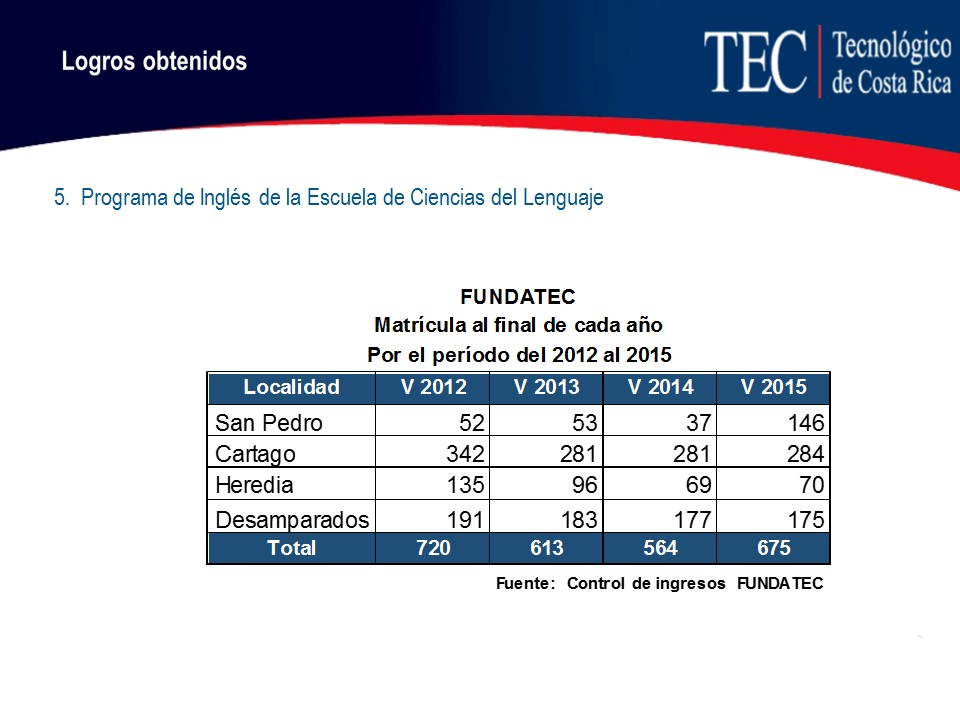 Logros obtenidos
TEC | Tecnológico
de Costa Rica
5. Programa de Inglés de la Escuela de Ciencias del Lenguaje
FUNDATEC
Matrícula al final de cada año
Por el período del 2012 al 2015
Localidad V 2012 V 2013 V 2014 V 2015
San Pedro 52 53 37 146
Cartago 342 281 281 284
Heredia 135 96 69 70
Desamparados 191 183 177 175
Total 720 613 564 675
Fuente: Control de ingresos FUNDATEC